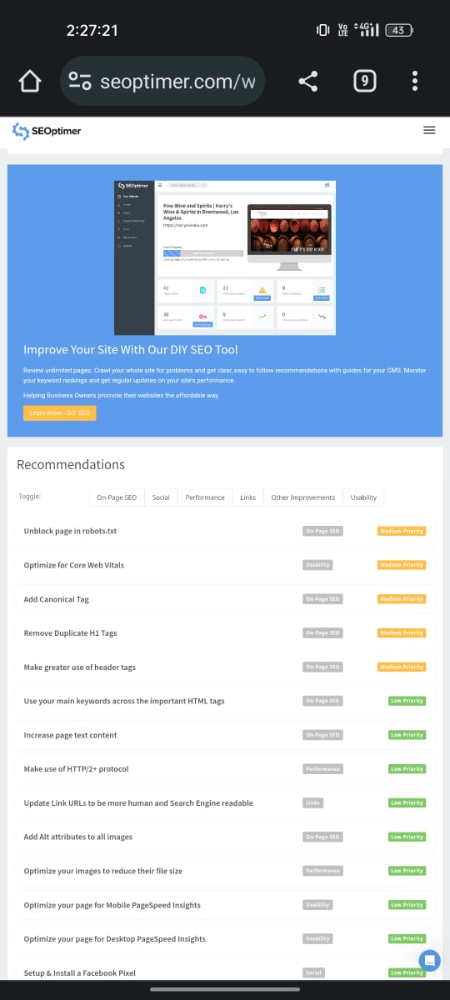 2:27:21
Vo LTE
4G+
43
seoptimer.com/w
9
SEOptimer
SEOptimer
Fine Wine and Spirits | Harry's
Wine & Spirits in Brentwood, Los
Angeles
22
0
36
Improve Your Site With Our DIY SEO Tool
Review unlimited pages. Crawl your whole site for problems and get clear, easy to follow recommendations with guides for your CMS. Monitor
your keyword rankings and get regular updates on your site's performance.
Helping Business Owners promote their websites the affordable way.
Learn More - DIY SEO
Recommendations
Toggle: On-Page SEO Social Performance Links Other Improvements Usability
Unblock page in robots.txt On-Page SEO Medium Priority
Optimize for Core Web Vitals Usability Medium Priority
Add Canonical Tag On-Page SEO Medium Priority
Remove Duplicate H1 Tags On-Page SEO Medium Priority
Make greater use of header tags On-Page SEO Medium Priority
Use your main keywords across the important HTML tags On-Page SEO Low Priority
Increase page text content On-Page SEO Low Priority
Make use of HTTP/2+ protocol Performance Low Priority
Update Link URLs to be more human and Search Engine readable Links Low Priority
Add Alt attributes to all images On-Page SEO Low Priority
Optimize your images to reduce their file size Performance Low Priority
Optimize your page for Mobile PageSpeed Insights Usability Low Priority
Optimize your page for Desktop PageSpeed Insights Usability Low Priority
Setup & Install a Facebook Pixel Social Low Priority